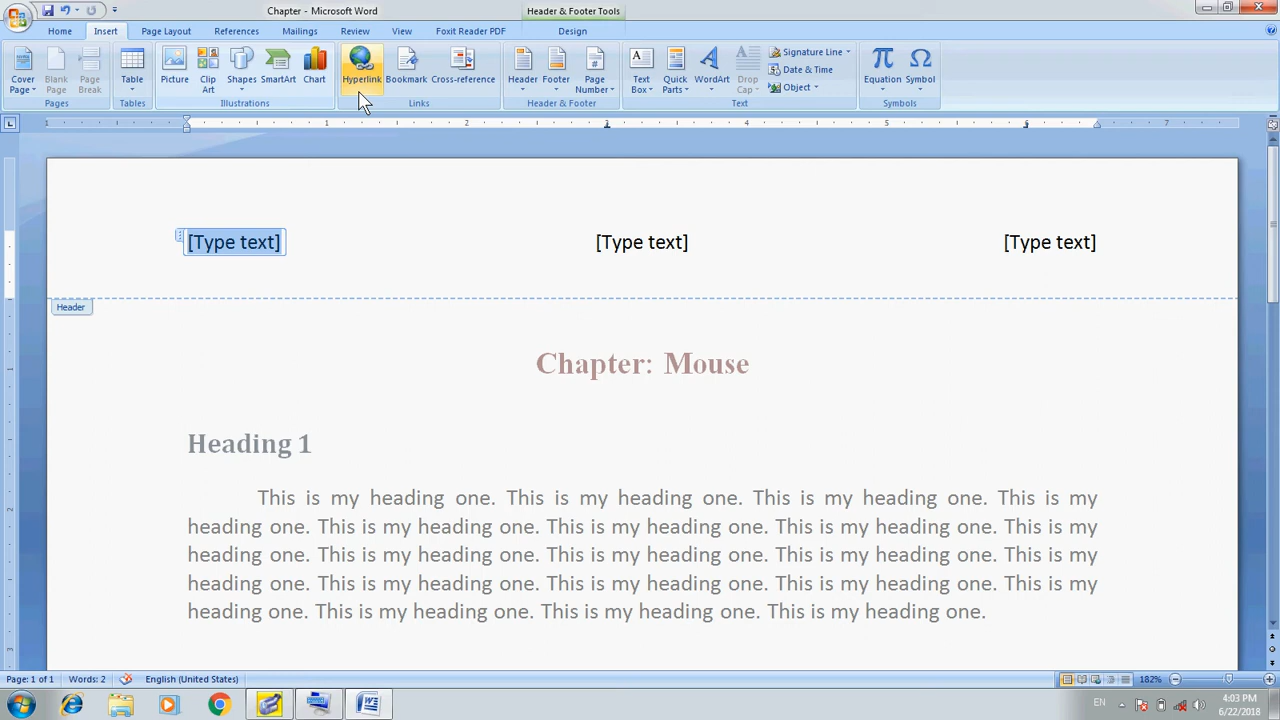 Chapter - Microsoft Word
Header & Footer Tools
Home
Insert
Page Layout
References
Mailings
Review
View
Foxit Reader PDF
Design
Cover Page
Blank Page
Page Break
Pages
Table
Tables
Picture
Clip Art
Shapes
SmartArt
Chart
Illustrations
Hyperlink
Bookmark
Cross-reference
Links
Header
Footer
Page Number
Header & Footer
Text Box
Quick Parts
WordArt
Drop Cap
Signature Line
Date & Time
Object
Text
Equation
Symbol
Symbols
1 1 2 3 4 5 6 7
[Type text] [Type text] [Type text]
Header
Chapter: Mouse
Heading 1
This is my heading one. This is my heading one. This is my heading one. This is my
heading one. This is my heading one. This is my heading one. This is my heading one. This is my
heading one. This is my heading one. This is my heading one. This is my heading one. This is my
heading one. This is my heading one. This is my heading one. This is my heading one. This is my
heading one. This is my heading one. This is my heading one. This is my heading one.
Page: 1 of 1
Words: 2
English (United States)
182%
EN
4:03 PM
6/22/2018